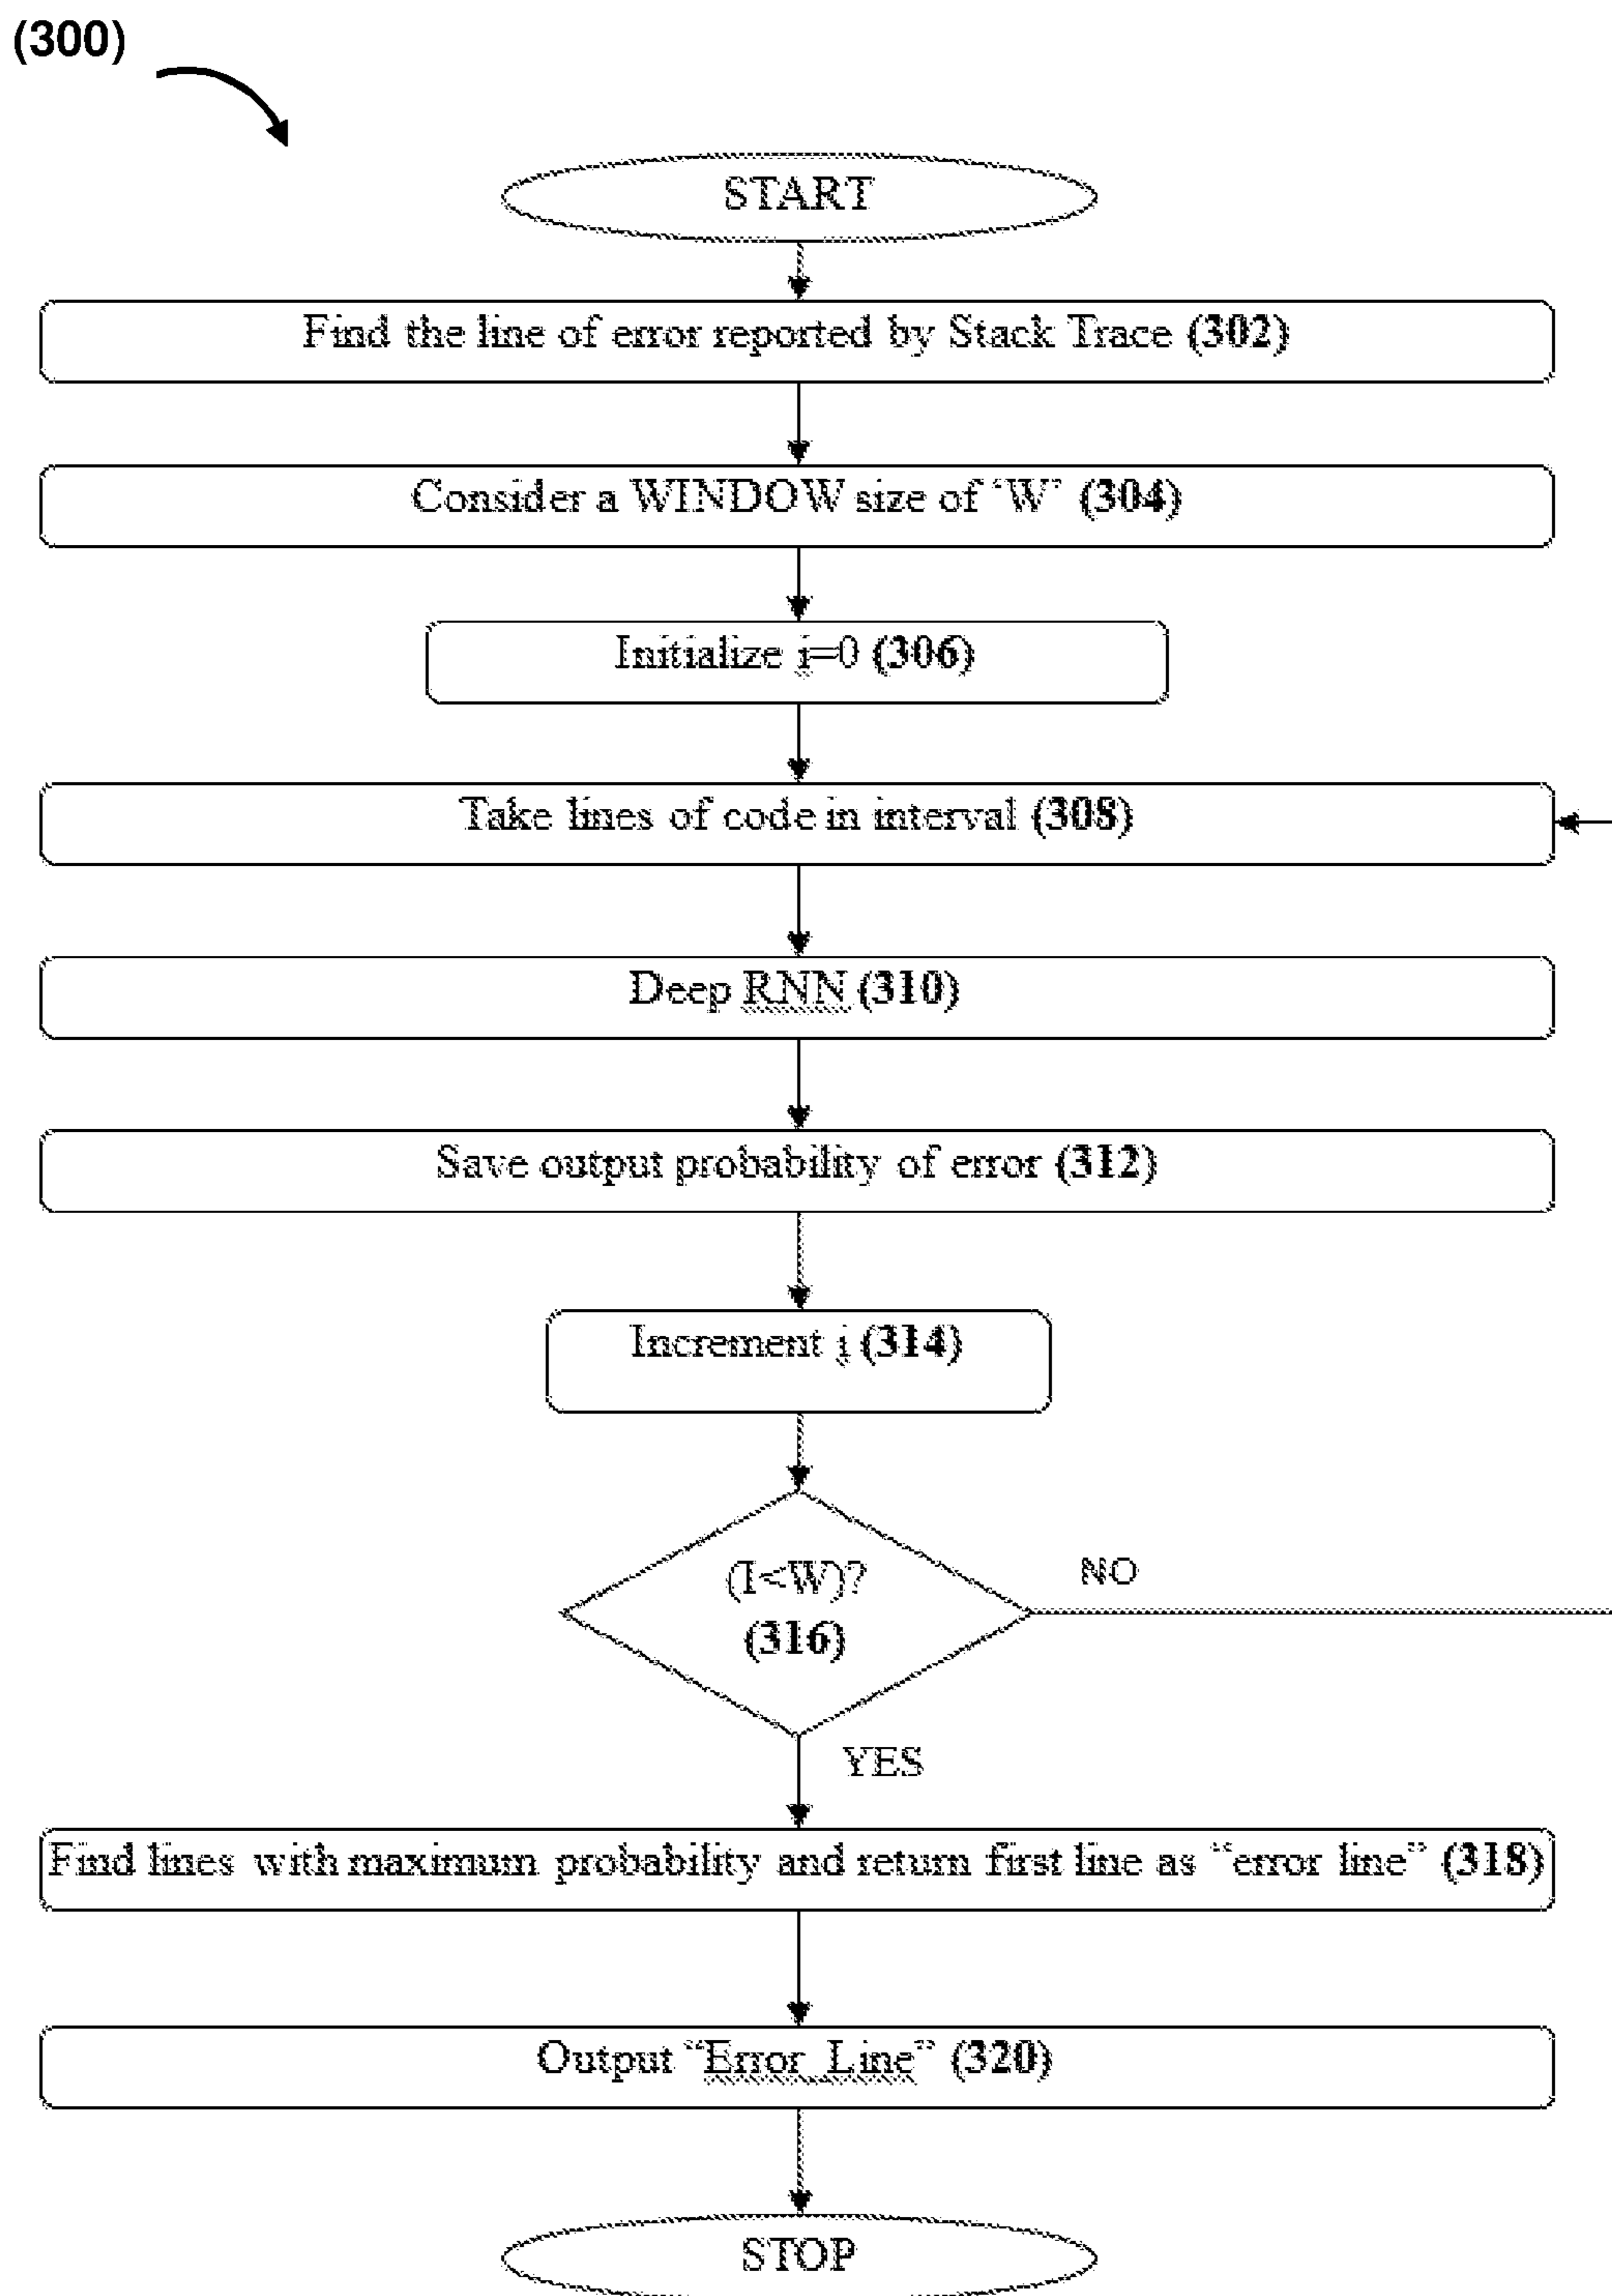 (300)
START
Find the line of error reported by Stack Trace (302)
Consider a WINDOW size of ‘W’ (304)
Initialize i=0 (306)
Take lines of code in interval (308)
Deep RNN (310)
Save output probability of error (312)
Increment i (314)
(I<W)?
(316)
NO
YES
Find lines with maximum probability and return first line as “error line” (318)
Output “Error_Line” (320)
STOP